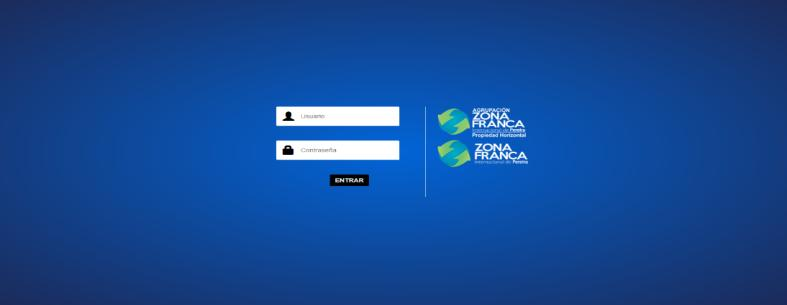 Usuario
Contraseña
ENTRAR
AGRUPACIÓN
ZONA
FRANCA
Internacional de Pereira
Propiedad Horizontal
ZONA
FRANCA
Internacional de Pereira